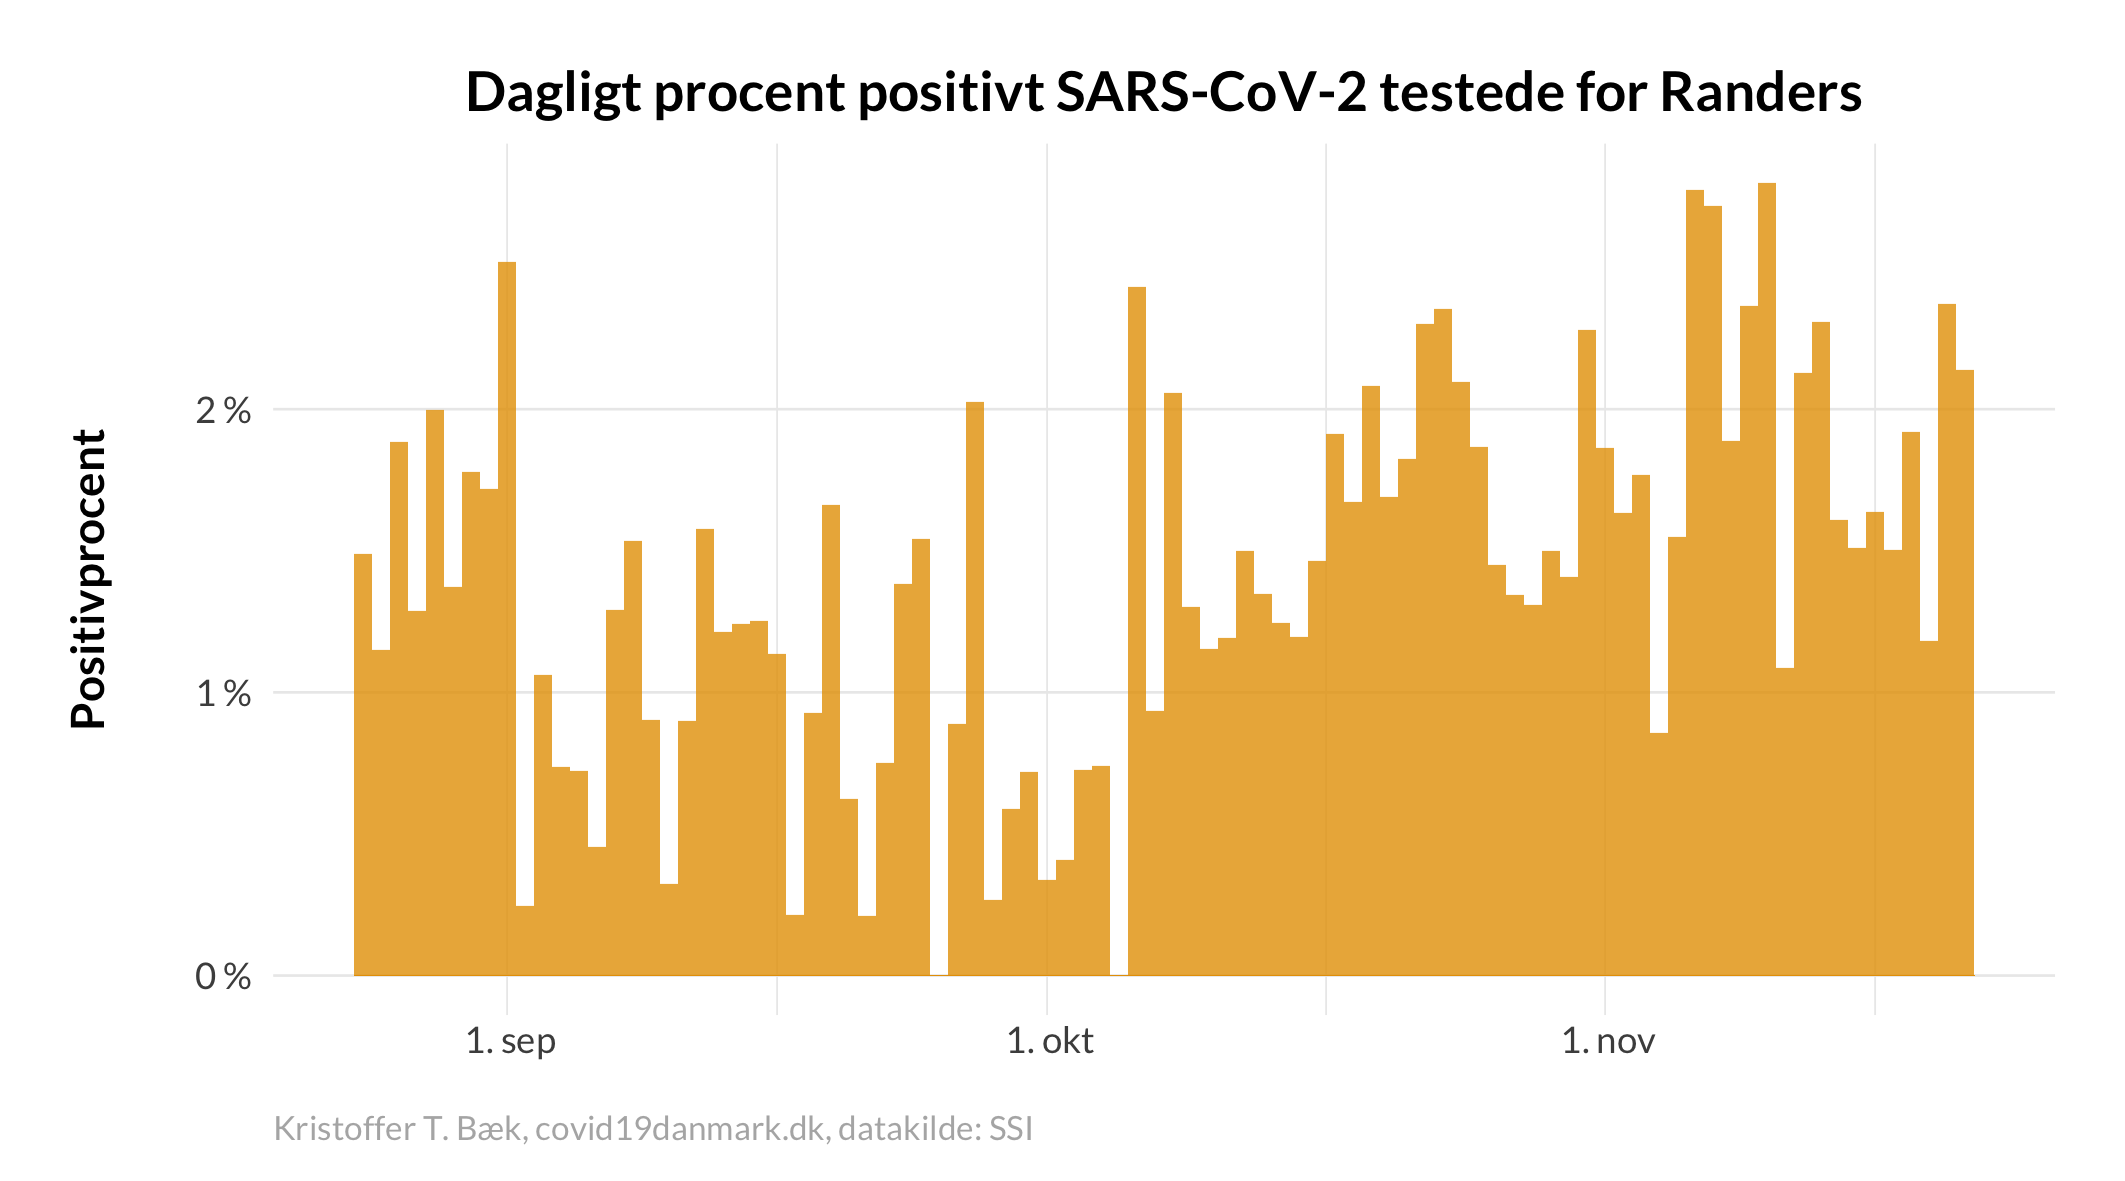 Dagligt procent positivt SARS-CoV-2 testede for Randers
Positivprocent
2 %
1 %
0 %
1. sep
1. okt
1. nov
Kristoffer T. Bæk, covid19danmark.dk, datakilde: SSI